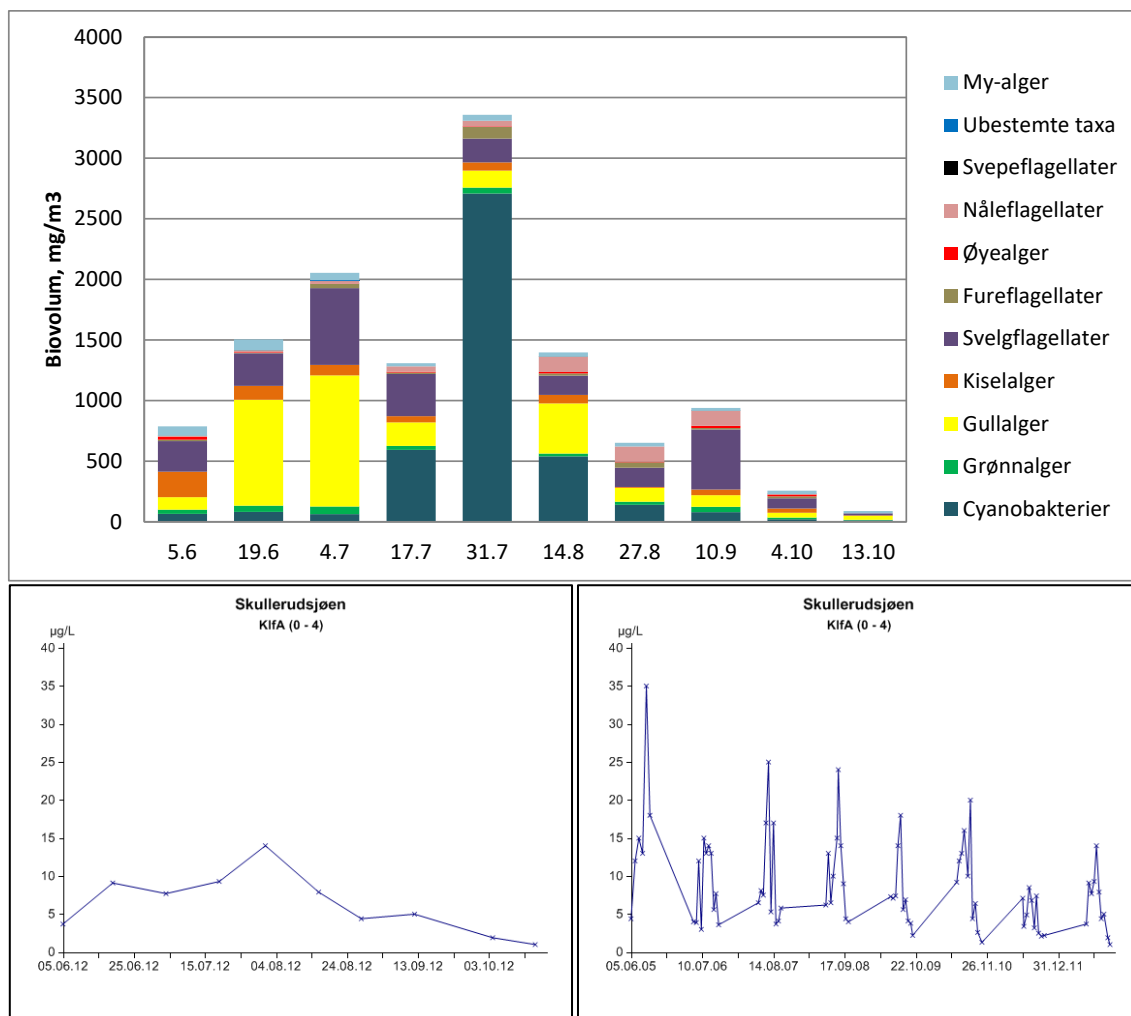 4000
3500
3000
2500
2000
1500
1000
500
0
Biovolum, mg/m3
5.6 19.6 4.7 17.7 31.7 14.8 27.8 10.9 4.10 13.10
My-alger
Ubestemte taxa
Svepeflagellater
Nåleflagellater
Øyealger
Fureflagellater
Svelgflagellater
Kiselalger
Gullalger
Grønnalger
Cyanobakterier
Skullerudsjøen
KlfA (0 - 4)
µg/L
40
35
30
25
20
15
10
5
0
05.06.12 25.06.12 15.07.12 04.08.12 24.08.12 13.09.12 03.10.12
Skullerudsjøen
KlfA (0 - 4)
µg/L
40
35
30
25
20
15
10
5
0
05.06.05 10.07.06 14.08.07 17.09.08 22.10.09 26.11.10 31.12.11